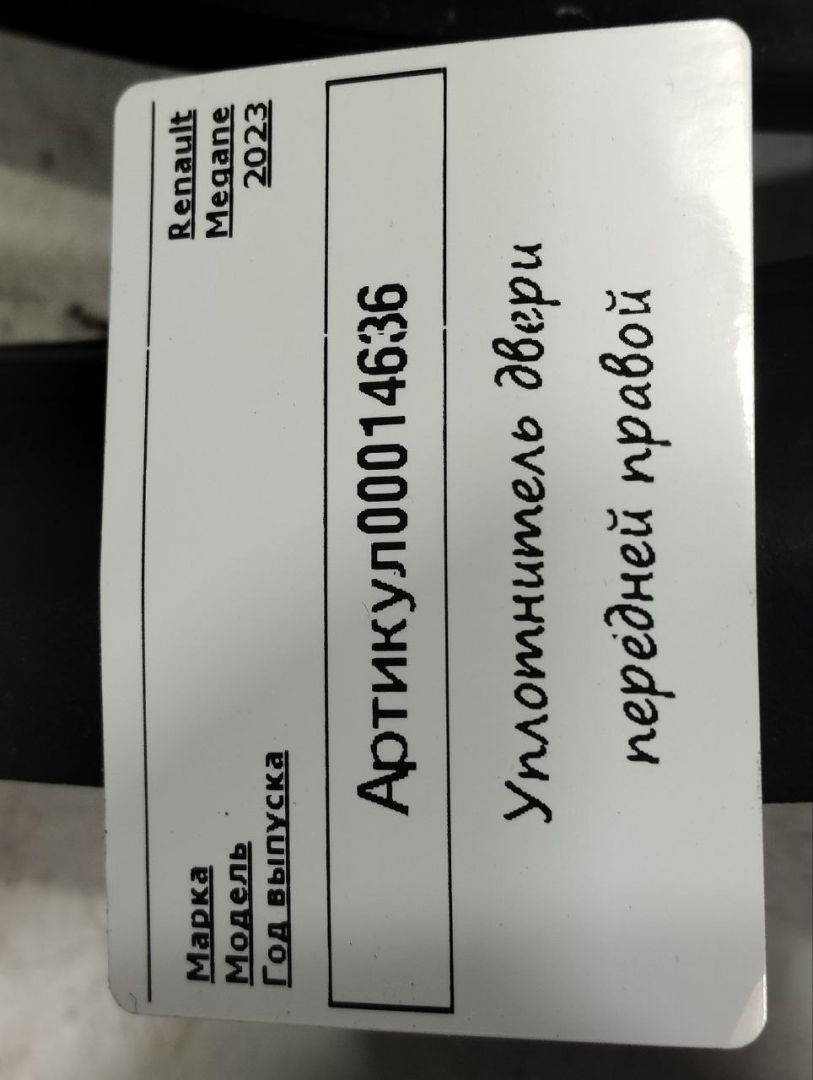 Марка Renault
Модель Megane
Год выпуска 2023
Артикул00014636
Уплотнитель двери
передней правой